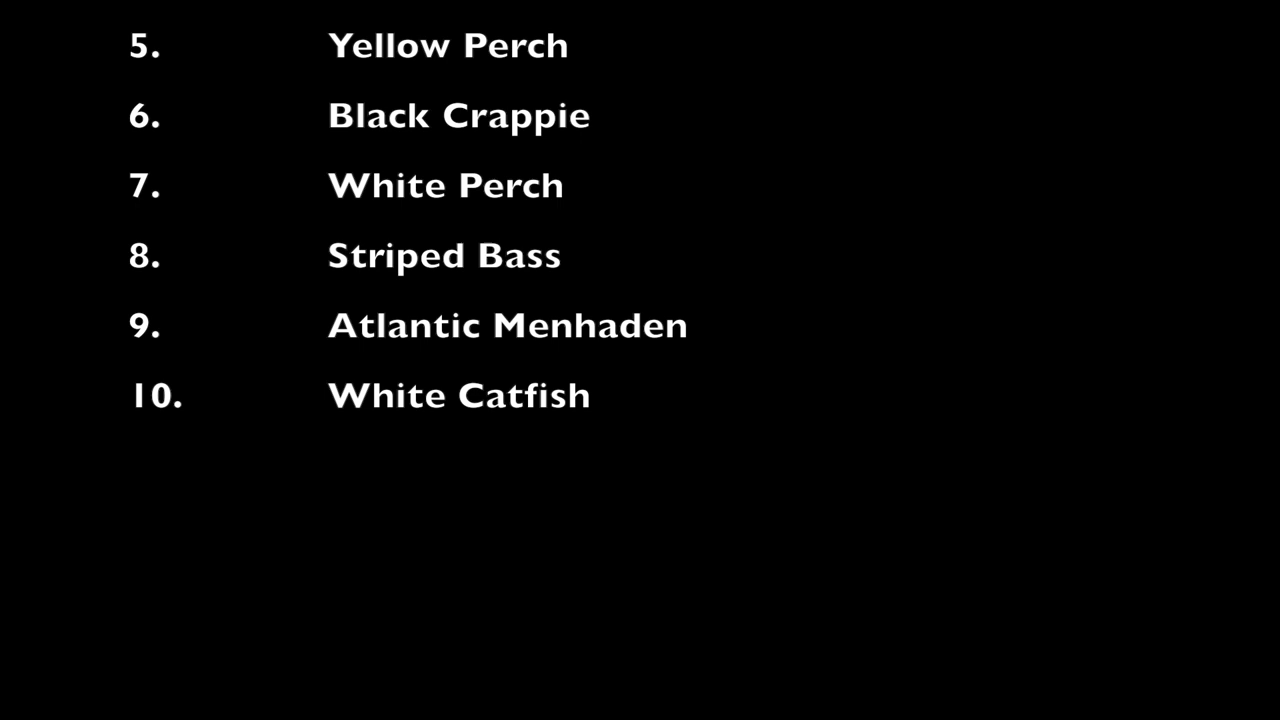 5. Yellow Perch
6. Black Crappie
7. White Perch
8. Striped Bass
9. Atlantic Menhaden
10. White Catfish